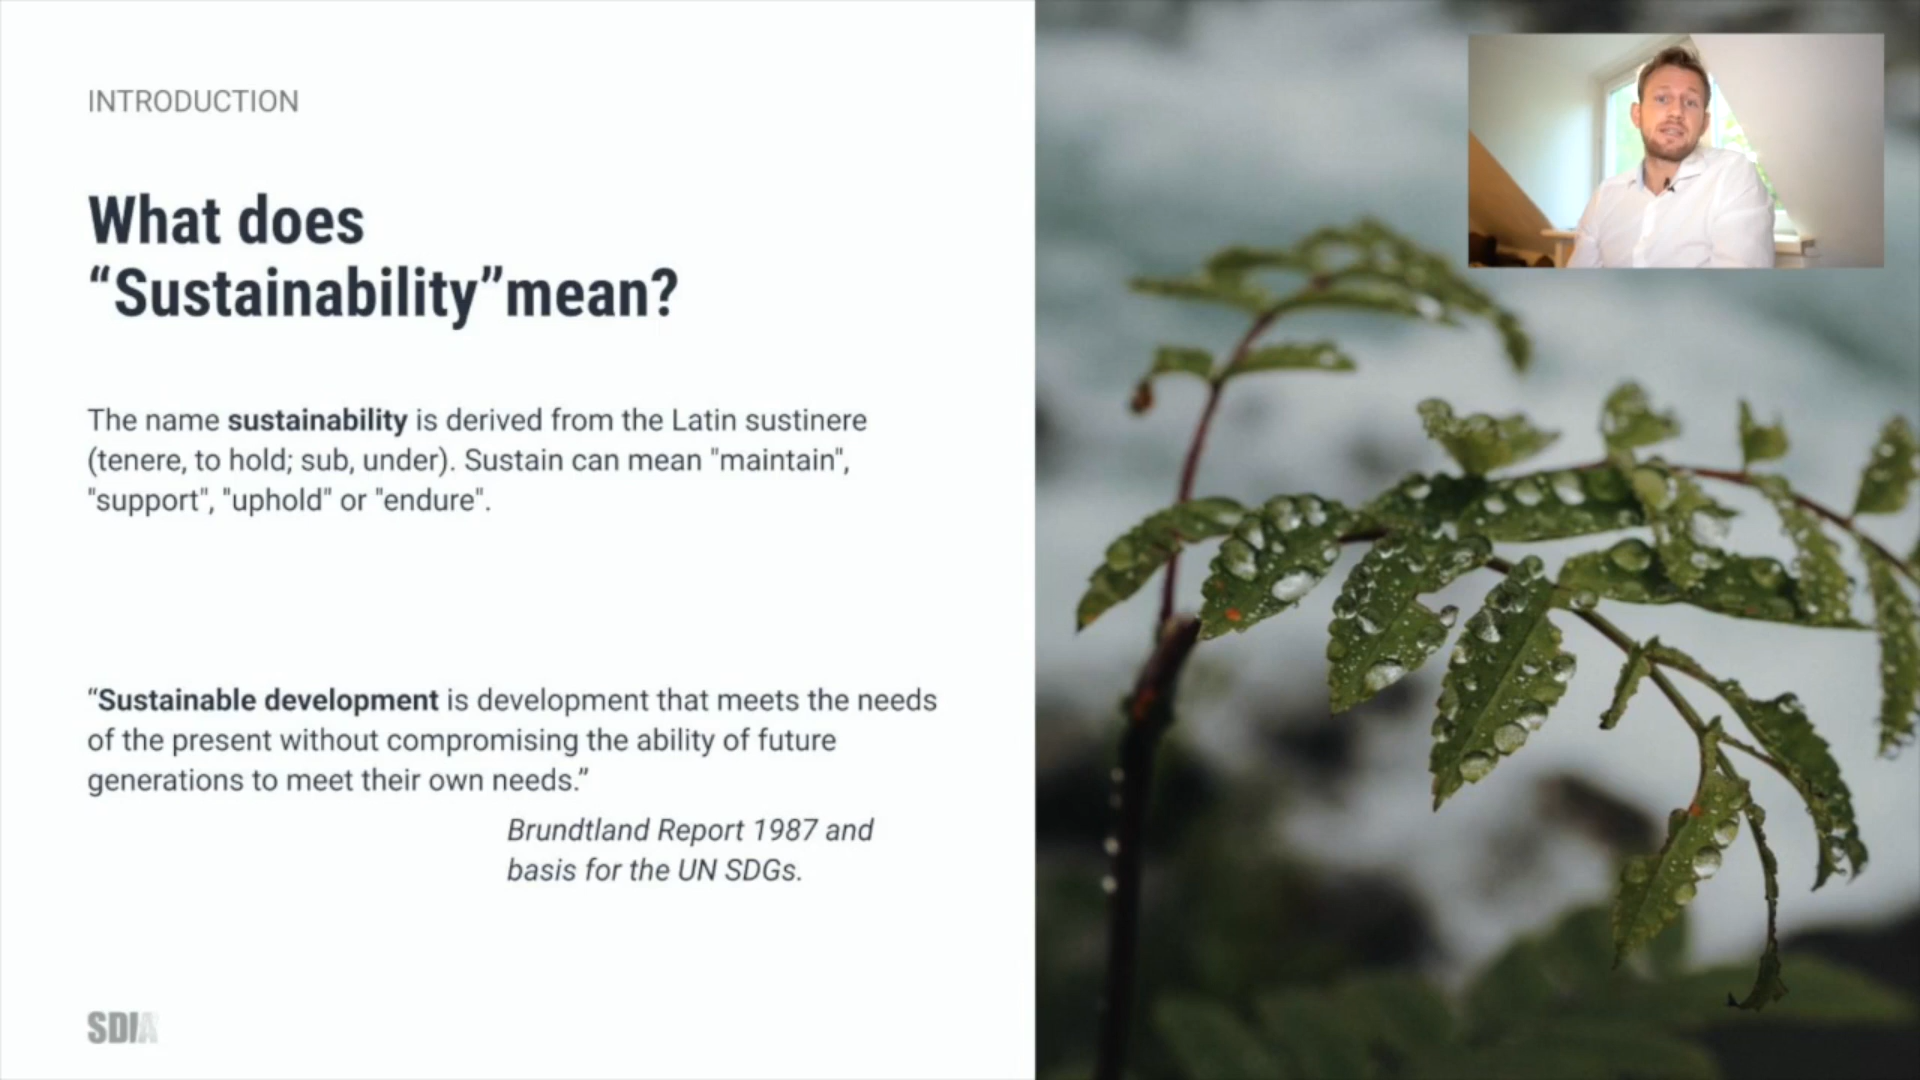 INTRODUCTION
What does
“Sustainability”mean?
The name sustainability is derived from the Latin sustinere
(tenere, to hold; sub, under). Sustain can mean "maintain",
"support", "uphold" or "endure".
“Sustainable development is development that meets the needs
of the present without compromising the ability of future
generations to meet their own needs.”
Brundtland Report 1987 and
basis for the UN SDGs.
SDIA